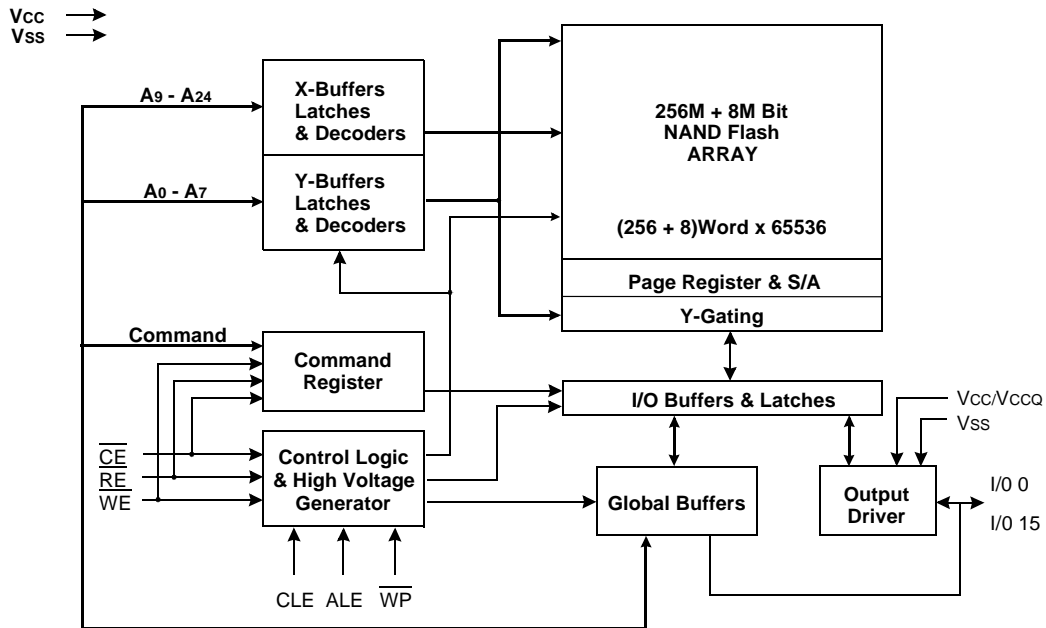 VCC
VSS
A9 - A24
X-Buffers
Latches
& Decoders
256M + 8M Bit
NAND Flash
ARRAY
A0 - A7
Y-Buffers
Latches
& Decoders
(256 + 8)Word x 65536
Page Register & S/A
Y-Gating
Command
Command
Register
I/O Buffers & Latches
VCC/VCCQ
VSS
CE
RE
WE
Control Logic
& High Voltage
Generator
Global Buffers
Output
Driver
I/0 0
I/0 15
CLE ALE WP